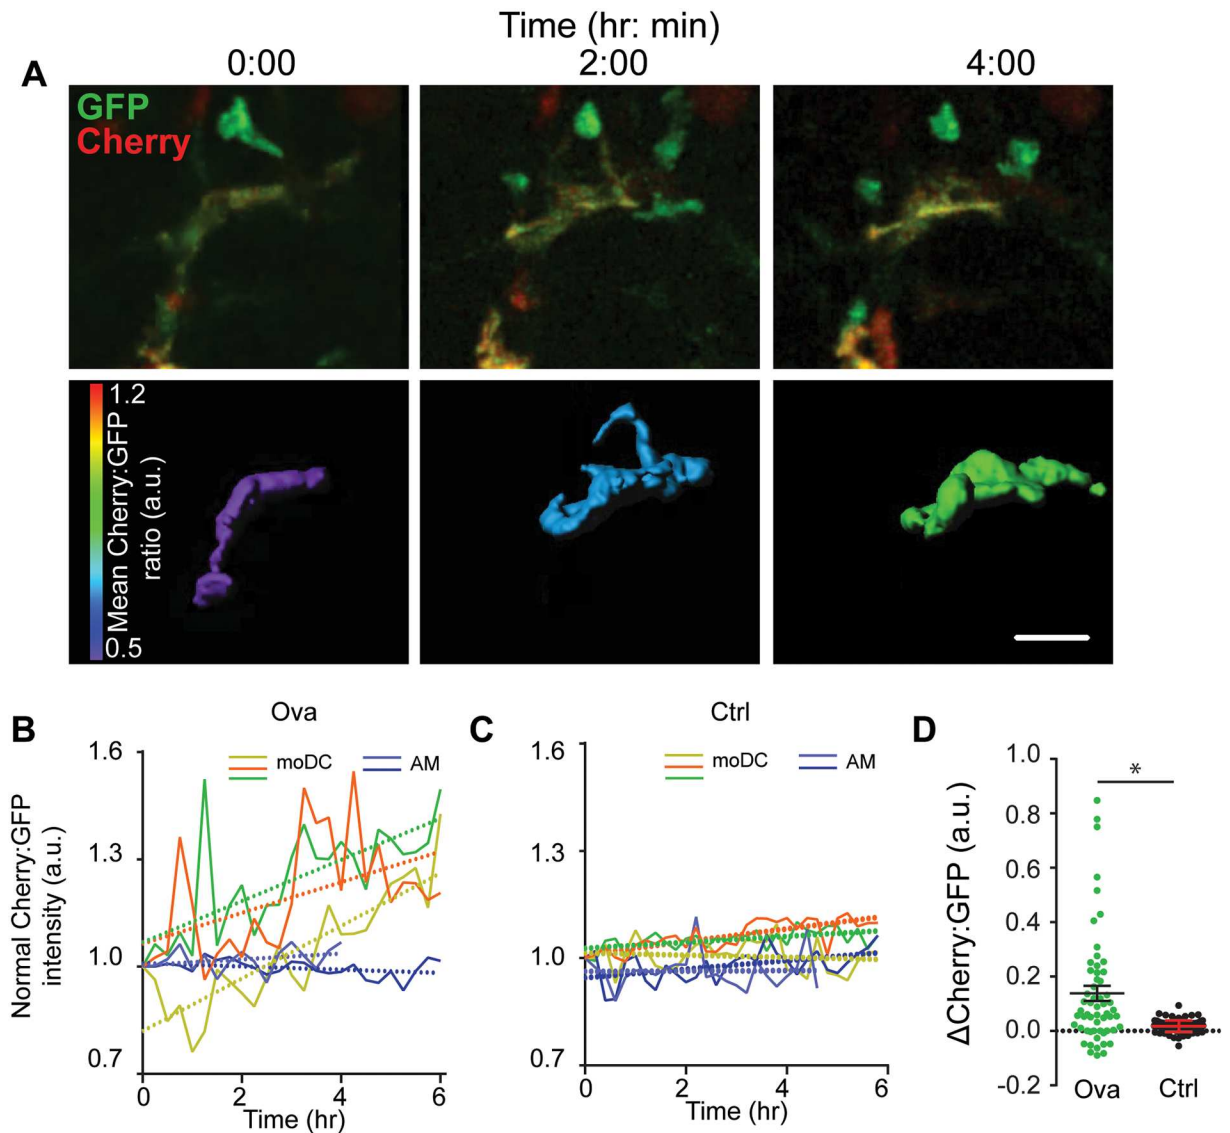 Time (hr: min)
0:00 2:00 4:00
A
GFP
Cherry
1.2
Mean Cherry:GFP
ratio (a.u.)
0.5
B
Ova
Normal Cherry:GFP
intensity (a.u.)
1.6
1.3
1.0
0.7
moDC
AM
0 2 4 6
Time (hr)
C
Ctrl
1.6
1.3
1.0
0.7
moDC
AM
0 2 4 6
Time (hr)
D
ΔCherry:GFP (a.u.)
1.0
0.8
0.6
0.4
0.2
0.0
-0.2
*
Ova Ctrl